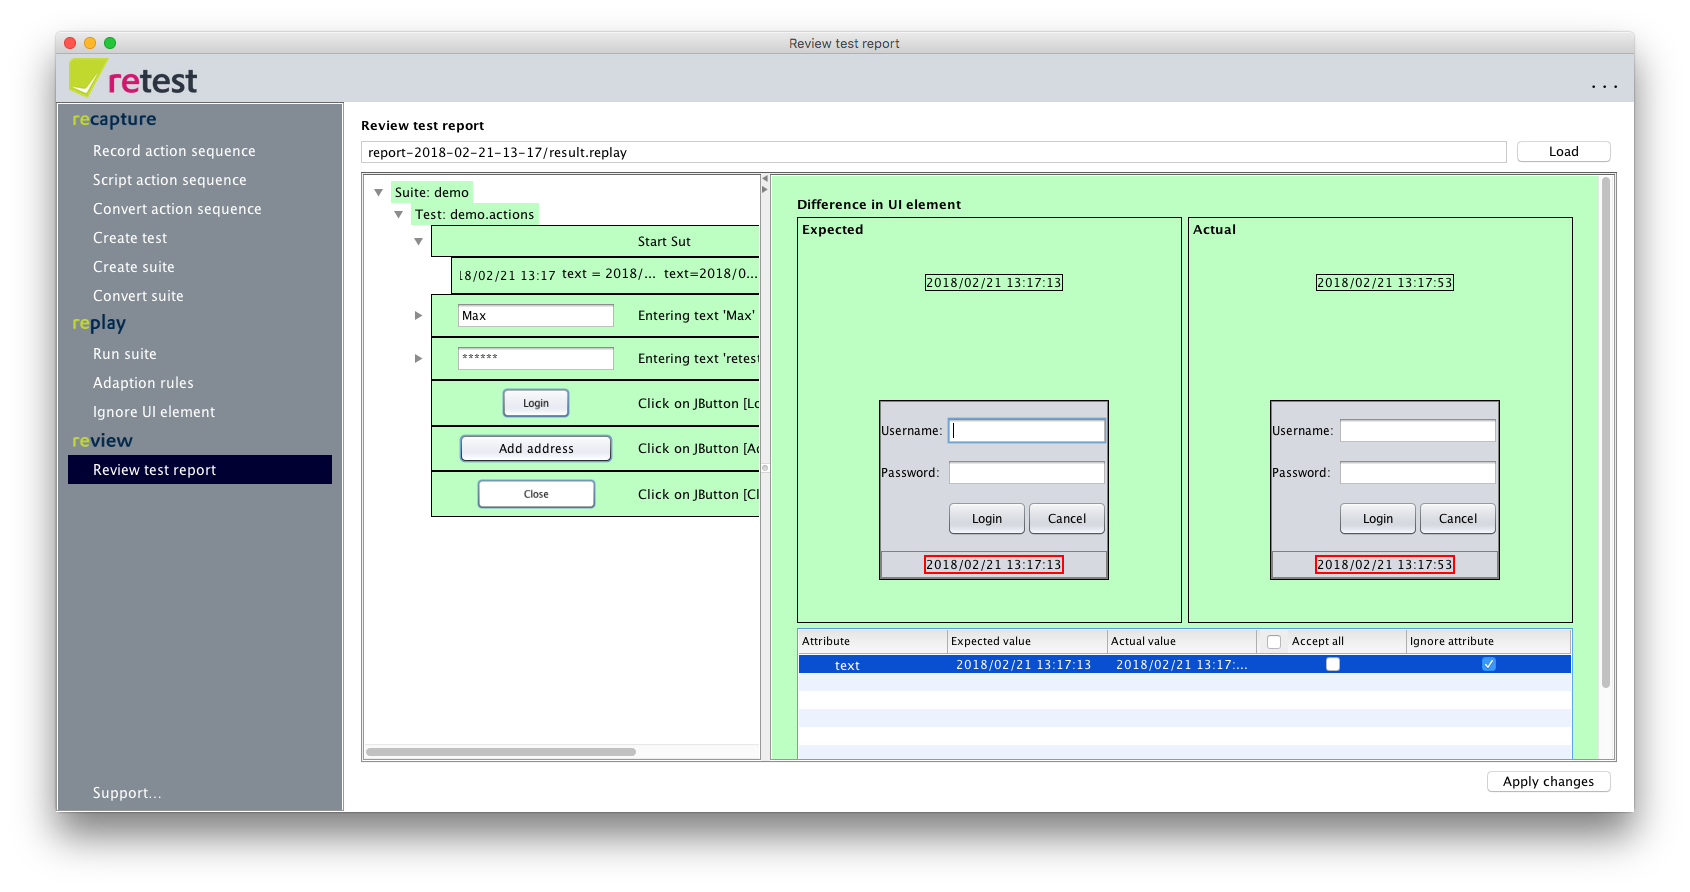 Review test report
retest
...
recapture
Record action sequence
Script action sequence
Convert action sequence
Create test
Create suite
Convert suite
replay
Run suite
Adaption rules
Ignore UI element
review
Review test report
Support...
Review test report
report-2018-02-21-13-17/result.replay
Load
Suite: demo
Test: demo.actions
Start Sut
18/02/21 13:17 text = 2018/... text=2018/0...
Max Entering text 'Max'
****** Entering text 'retest
Login Click on JButton [Lo
Add address Click on JButton [Ad
Close Click on JButton [Cl
Difference in UI element
Expected
2018/02/21 13:17:13
Username:
Password:
Login Cancel
2018/02/21 13:17:13
Actual
2018/02/21 13:17:53
Username:
Password:
Login Cancel
2018/02/21 13:17:53
Attribute Expected value Actual value Accept all Ignore attribute
text 2018/02/21 13:17:13 2018/02/21 13:17:...
Apply changes